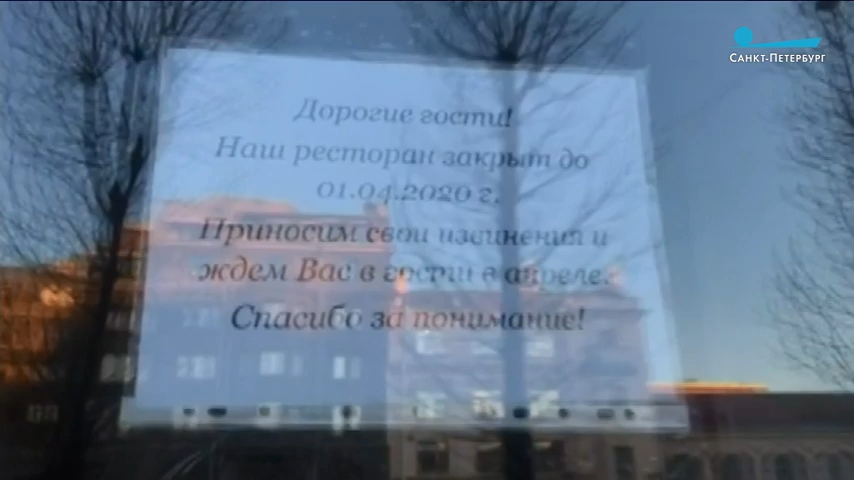 Санкт-Петербург
Дорогие гости!
Наш ресторан закрыт до
01.04.2020 г.
Приносим свои извинения и
ждем Вас в гости в апреле.
Спасибо за понимание!